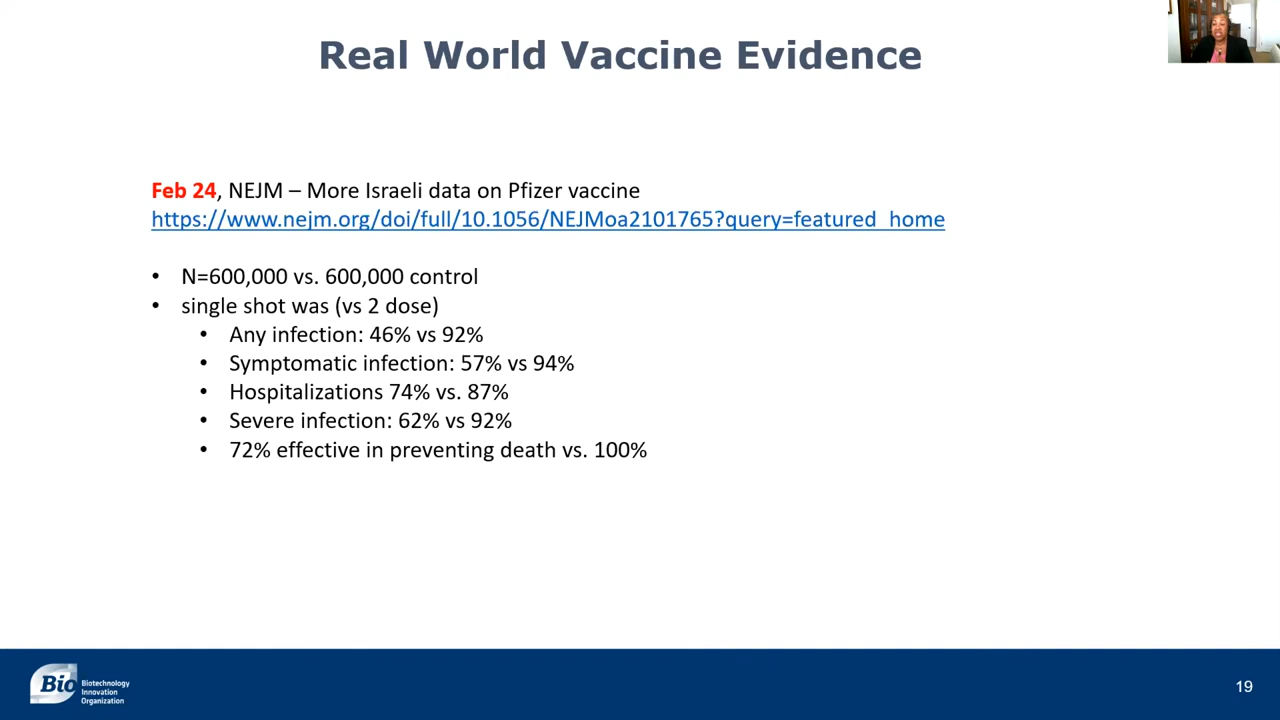 Real World Vaccine Evidence
Feb 24, NEJM – More Israeli data on Pfizer vaccine
https://www.nejm.org/doi/full/10.1056/NEJMoa2101765?query=featured_home
• N=600,000 vs. 600,000 control
• single shot was (vs 2 dose)
• Any infection: 46% vs 92%
• Symptomatic infection: 57% vs 94%
• Hospitalizations 74% vs. 87%
• Severe infection: 62% vs 92%
• 72% effective in preventing death vs. 100%
Bio
Biotechnology
Innovation
Organization
19